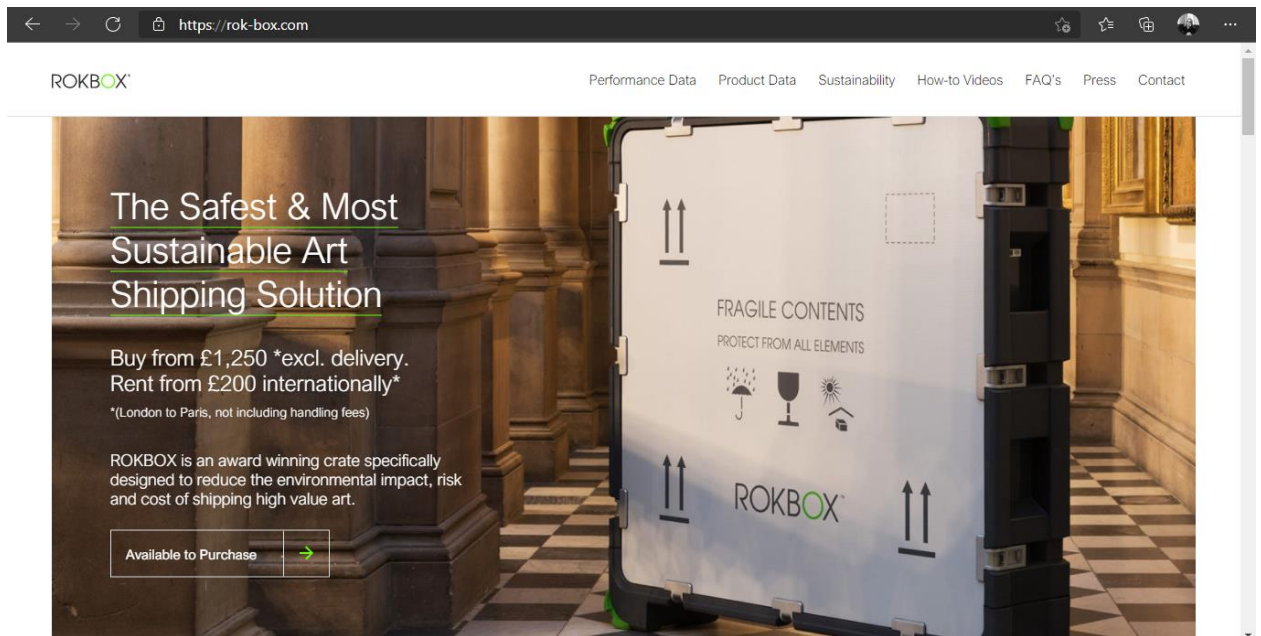 https://rok-box.com
ROKBOX
Performance Data Product Data Sustainability How-to Videos FAQ's Press Contact
The Safest & Most
Sustainable Art
Shipping Solution
Buy from £1,250 *excl. delivery.
Rent from £200 internationally*
*(London to Paris, not including handling fees)
ROKBOX is an award winning crate specifically
designed to reduce the environmental impact, risk
and cost of shipping high value art.
Available to Purchase
FRAGILE CONTENTS
PROTECT FROM ALL ELEMENTS
ROKBOX